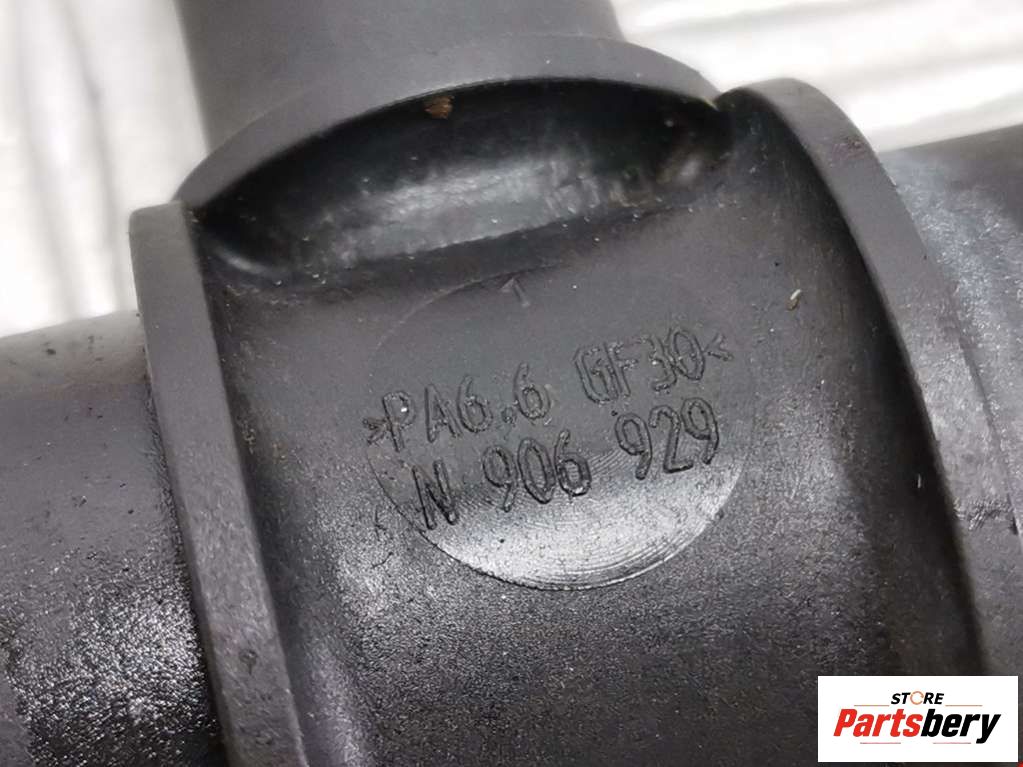 >PA6.6 GF30<
N 906 929
STORE
Partsbery